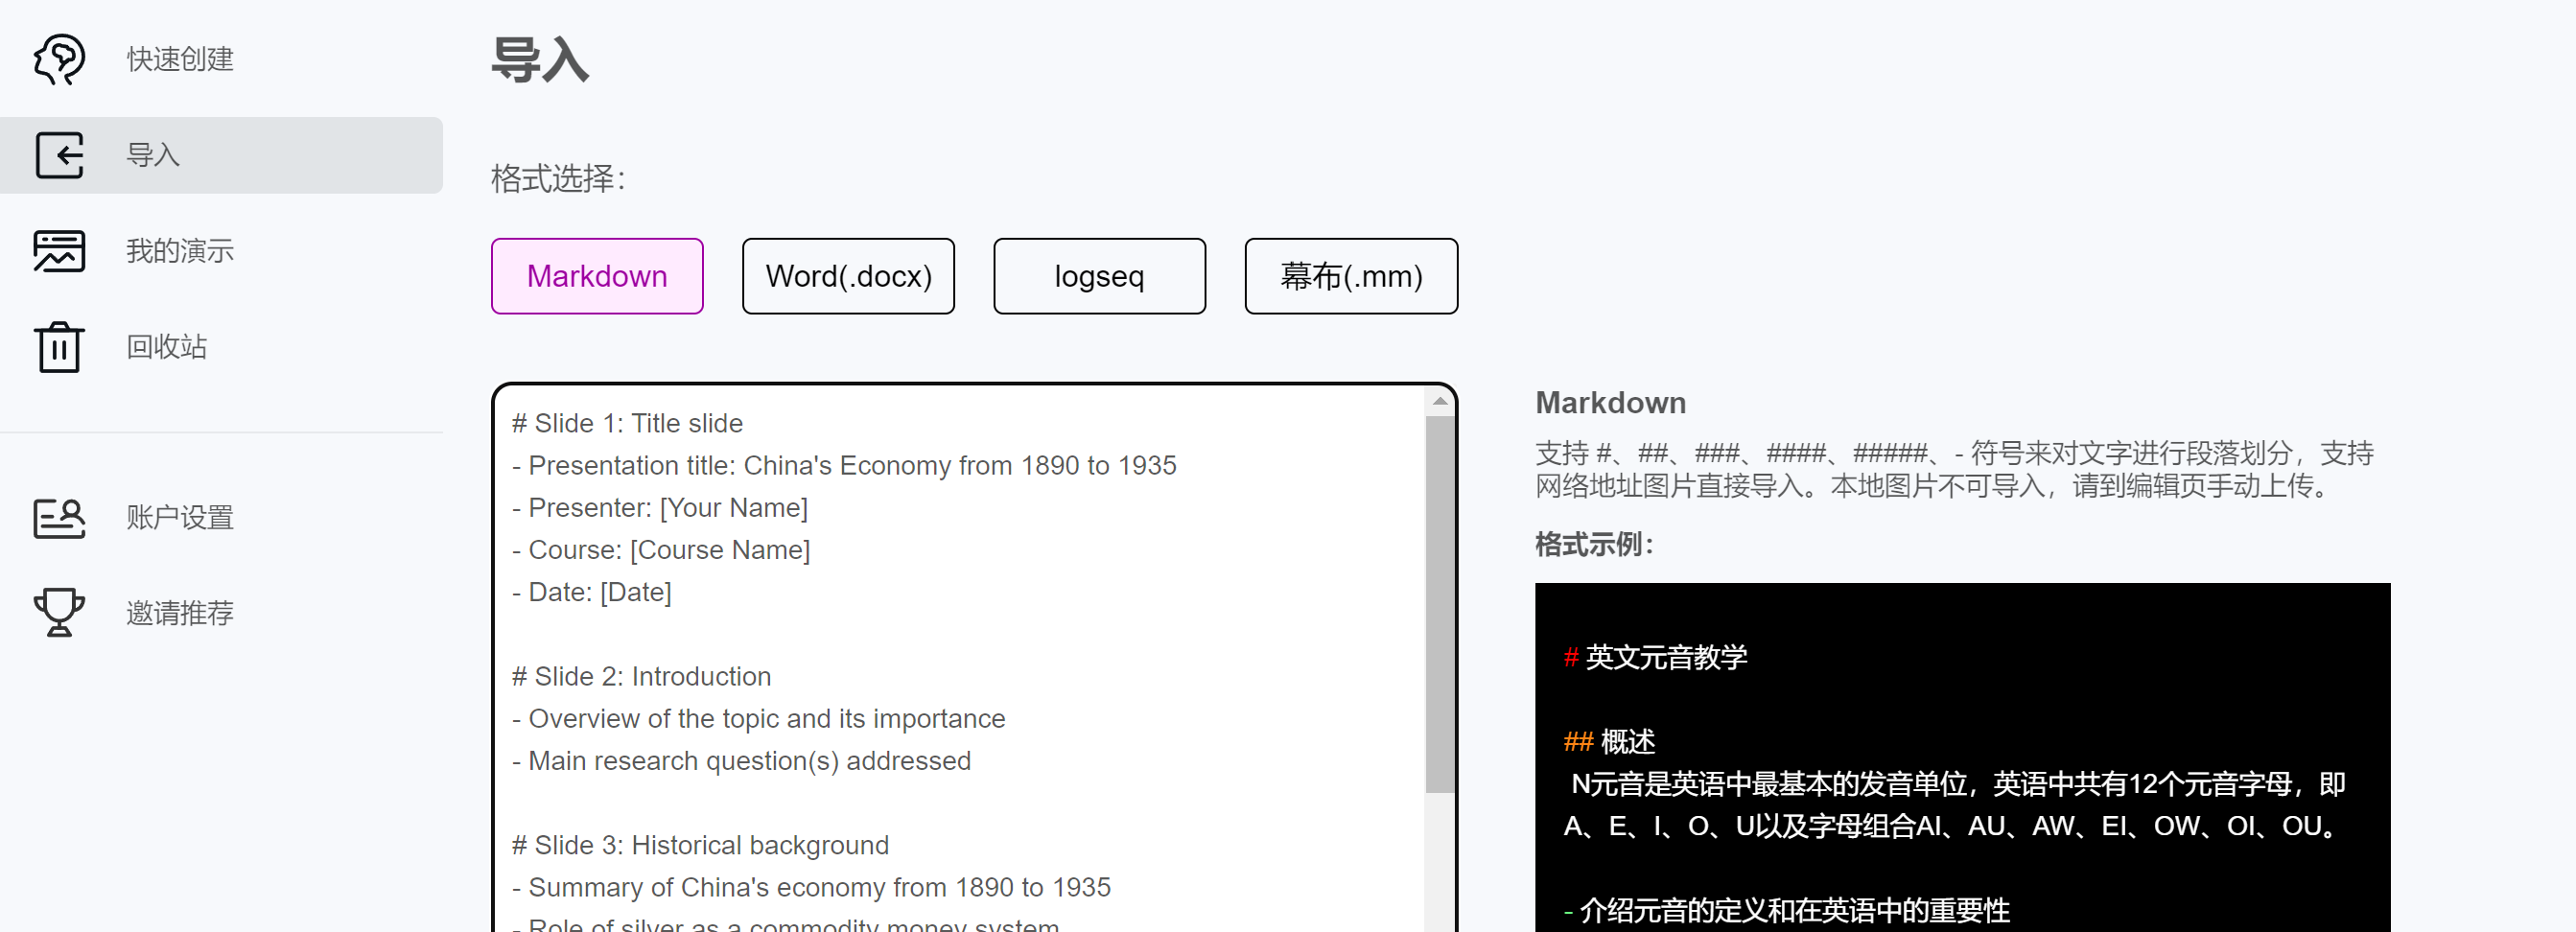 快速创建
导入
我的演示
回收站
账户设置
邀请推荐
导入
格式选择：
Markdown
Word(.docx)
logseq
幕布(.mm)
# Slide 1: Title slide
- Presentation title: China's Economy from 1890 to 1935
- Presenter: [Your Name]
- Course: [Course Name]
- Date: [Date]
# Slide 2: Introduction
- Overview of the topic and its importance
- Main research question(s) addressed
# Slide 3: Historical background
- Summary of China's economy from 1890 to 1935
- Role of silver as a commodity money system
Markdown
支持 #、##、###、####、#####、- 符号来对文字进行段落划分，支持
网络地址图片直接导入。本地图片不可导入，请到编辑页手动上传。
格式示例：
# 英文元音教学
## 概述
N元音是英语中最基本的发音单位，英语中共有12个元音字母，即
A、E、I、O、U以及字母组合AI、AU、AW、EI、OW、OI、OU。
- 介绍元音的定义和在英语中的重要性